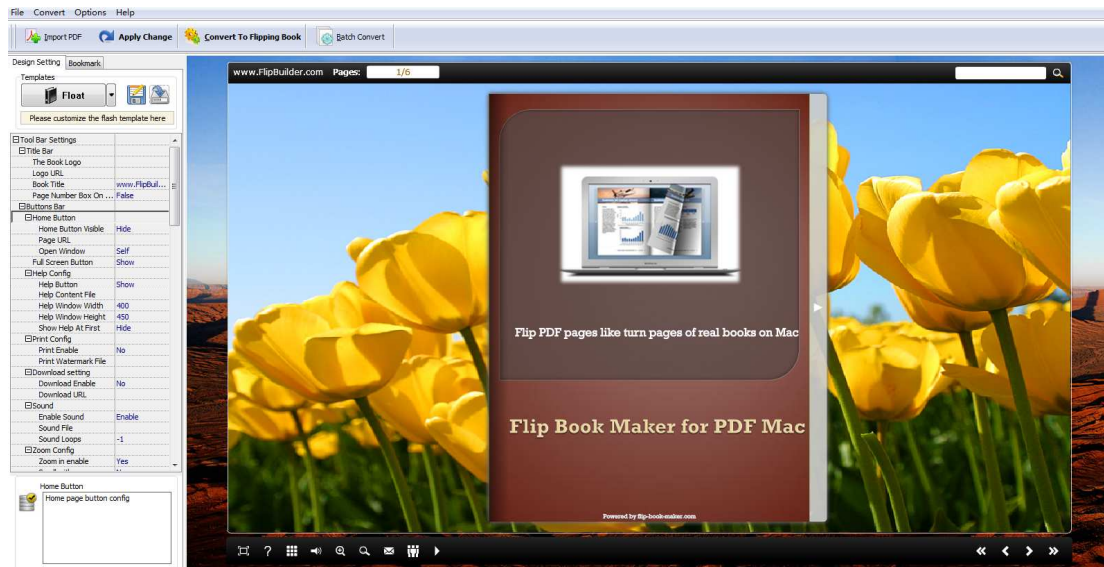 File Convert Options Help
Import PDF Apply Change Convert To Flipping Book Batch Convert
Design Setting Bookmark
Templates
Float
Please customize the flash template here
Tool Bar Settings
Title Bar
The Book Logo
Logo URL
Book Title www.FlipBuil...
Page Number Box On ... False
Buttons Bar
Home Button
Home Button Visible Hide
Page URL
Open Window Self
Full Screen Button Show
Help Config
Help Button Show
Help Content File
Help Window Width 400
Help Window Height 450
Show Help At First Hide
Print Config
Print Enable No
Print Watermark File
Download setting
Download Enable No
Download URL
Sound
Enable Sound Enable
Sound File
Sound Loops -1
Zoom Config
Zoom in enable Yes
Home Button
Home page button config
www.FlipBuilder.com Pages: 1/6
Flip PDF pages like turn pages of real books on Mac
Flip Book Maker for PDF Mac
Powered by flip-book-maker.com